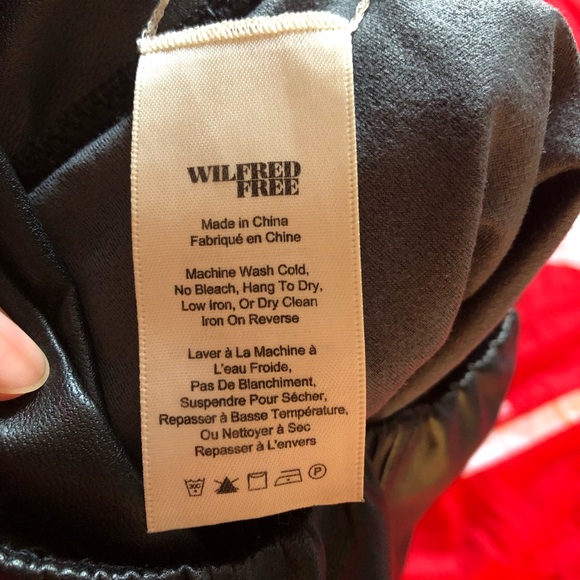 WILFRED
FREE
Made in China
Fabriqué en Chine
Machine Wash Cold,
No Bleach, Hang To Dry,
Low Iron, Or Dry Clean
Iron On Reverse
Laver à La Machine à
L'eau Froide,
Pas De Blanchiment,
Suspendre Pour Sécher,
Repasser à Basse Température,
Ou Nettoyer à Sec
Repasser à L'envers
30C P